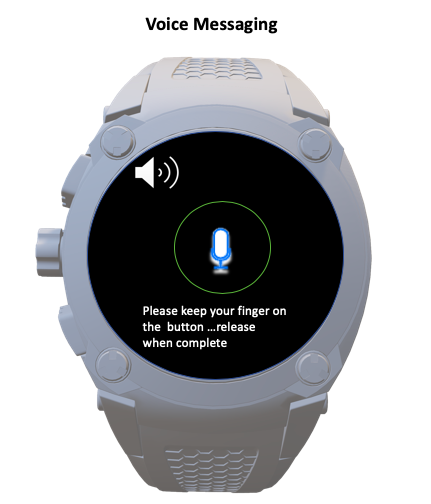 Voice Messaging
Please keep your finger on
the button ...release
when complete